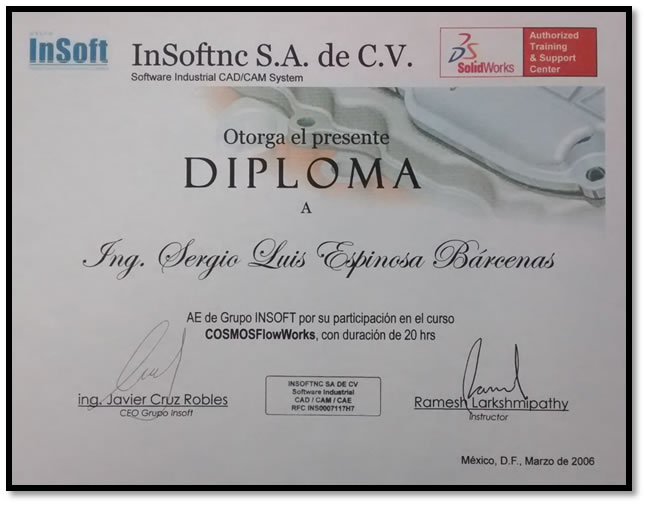 GRUPO
InSoft
InSoftnc S.A. de C.V.
Software Industrial CAD/CAM System
SolidWorks
Authorized
Training
& Support
Center
Otorga el presente
DIPLOMA
A
Ing. Sergio Luis Espinosa Bárcenas
AE de Grupo INSOFT por su participación en el curso
COSMOSFlowWorks, con duración de 20 hrs
ing. Javier Cruz Robles
CEO Grupo Insoft
INSOFTNC SA DE CV
Software Industrial
CAD / CAM / CAE
RFC INS0007117H7
Ramesh Larkshmipathy
Instructor
México, D.F., Marzo de 2006